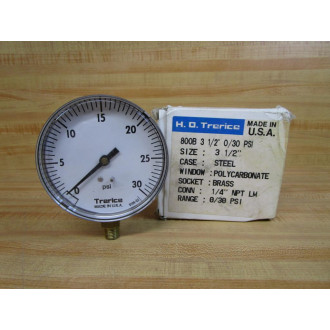 15
10
20
5
25
psi
0
30
Trerice
MADE IN U.S.A.
H. O. Trerice
MADE IN
U.S.A.
800B 3 1/2" 0/30 PSI
SIZE : 3 1/2"
CASE : STEEL
WINDOW : POLYCARBONATE
SOCKET : BRASS
CONN : 1/4" NPT LM
RANGE : 0/30 PSI